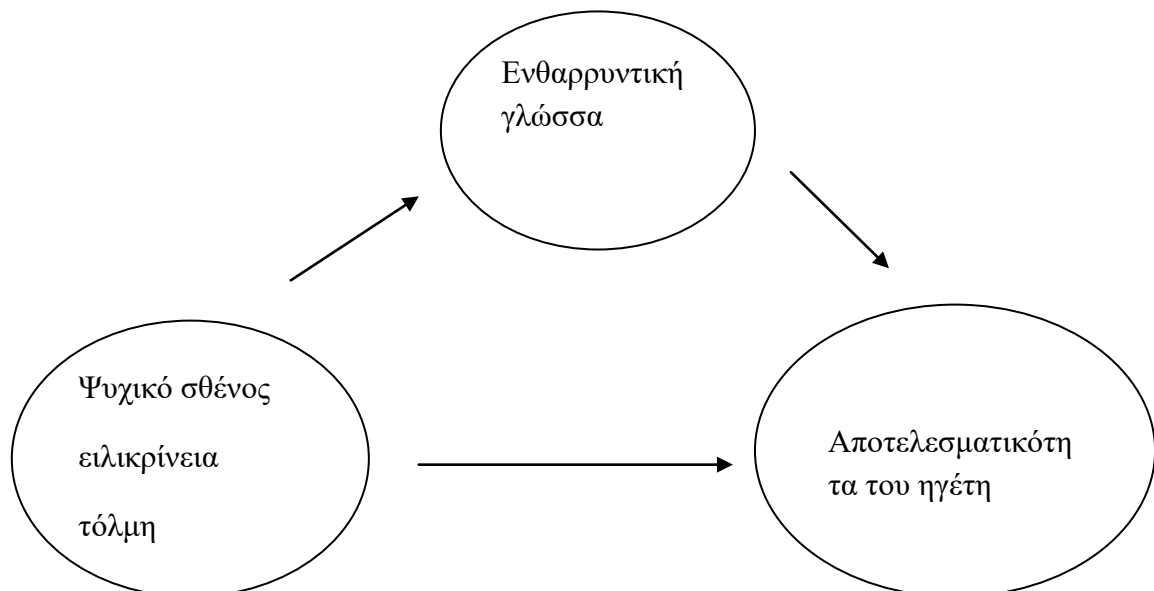 Ενθαρρυντική
γλώσσα
Ψυχικό σθένος
ειλικρίνεια
τόλμη
Αποτελεσματικότη
τα του ηγέτη